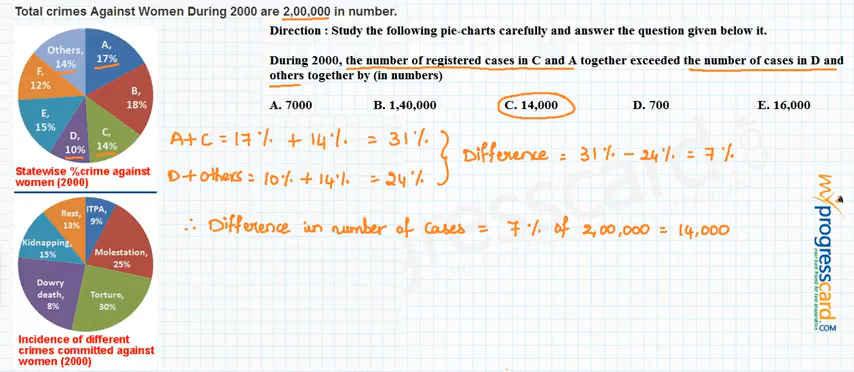 Total crimes Against Women During 2000 are 2,00,000 in number.
Direction : Study the following pie-charts carefully and answer the question given below it.
During 2000, the number of registered cases in C and A together exceeded the number of cases in D and
others together by (in numbers)
A. 7000 B. 1,40,000 C. 14,000 D. 700 E. 16,000
Others, 14%
A, 17%
F, 12%
B, 18%
E, 15%
D, 10%
C, 14%
Statewise %crime against
women (2000)
A+C = 17% + 14% = 31%
D+others = 10% + 14% = 24%
Difference = 31% - 24% = 7%
∴ Difference in number of cases = 7% of 2,00,000 = 14,000
Rest, 13%
ITPA, 9%
Kidnapping, 15%
Molestation, 25%
Dowry death, 8%
Torture, 30%
Incidence of different
crimes committed against
women (2000)
myprogresscard.COM